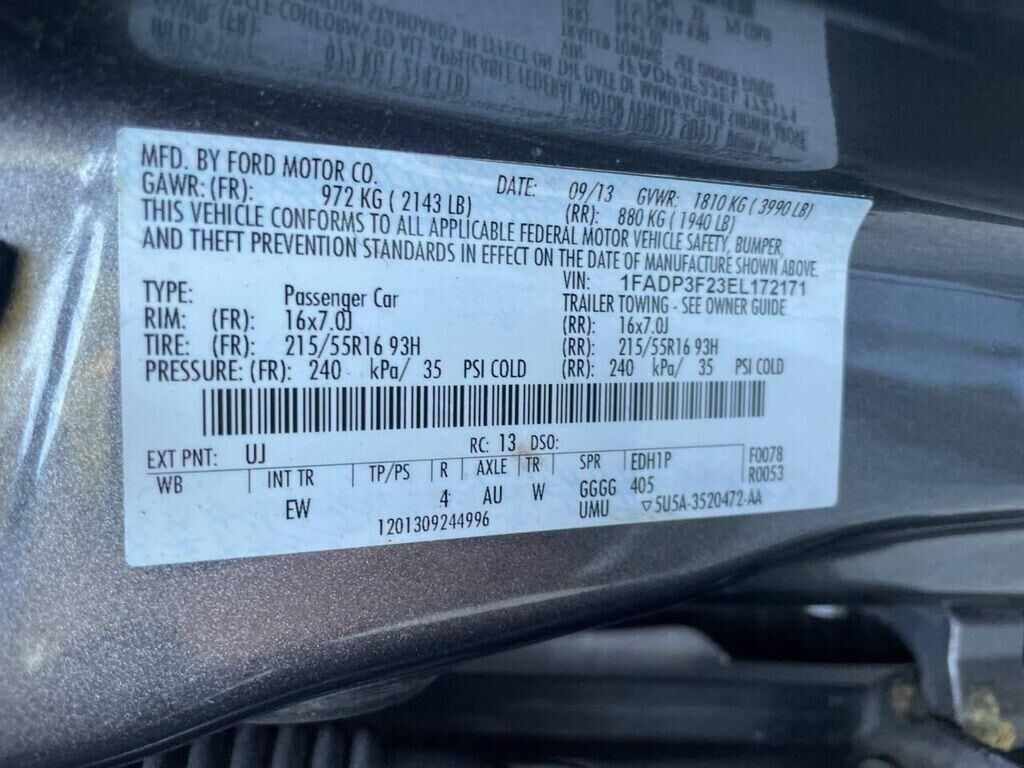 MFD. BY FORD MOTOR CO. DATE: 09/13 GVWR: 1810 KG ( 3990 LB)
GAWR: (FR): 972 KG ( 2143 LB) (RR): 880 KG ( 1940 LB)
THIS VEHICLE CONFORMS TO ALL APPLICABLE FEDERAL MOTOR VEHICLE SAFETY, BUMPER,
AND THEFT PREVENTION STANDARDS IN EFFECT ON THE DATE OF MANUFACTURE SHOWN ABOVE.
VIN: 1FADP3F23EL172171
TYPE: Passenger Car TRAILER TOWING - SEE OWNER GUIDE
RIM: (FR): 16x7.0J (RR): 16x7.0J
TIRE: (FR): 215/55R16 93H (RR): 215/55R16 93H
PRESSURE: (FR): 240 kPa/ 35 PSI COLD (RR): 240 kPa/ 35 PSI COLD
EXT PNT: UJ RC: 13 DSO: F0078
WB INT TR TP/PS R AXLE TR SPR EDH1P R0053
EW 4 AU W GGGG 405
1201309244996 UMU ▽5U5A-3520472-AA